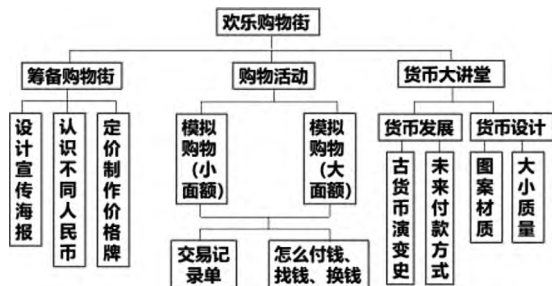 欢乐购物街
筹备购物街
购物活动
货币大讲堂
设计宣传海报
认识不同人民币
定价制作价格牌
模拟
购物
（小
面额）
模拟
购物
（大
面额）
货币发展
货币设计
古货币演变史
未来付款方式
图案材质
大小质量
交易记
录单
怎么付钱、
找钱、换钱